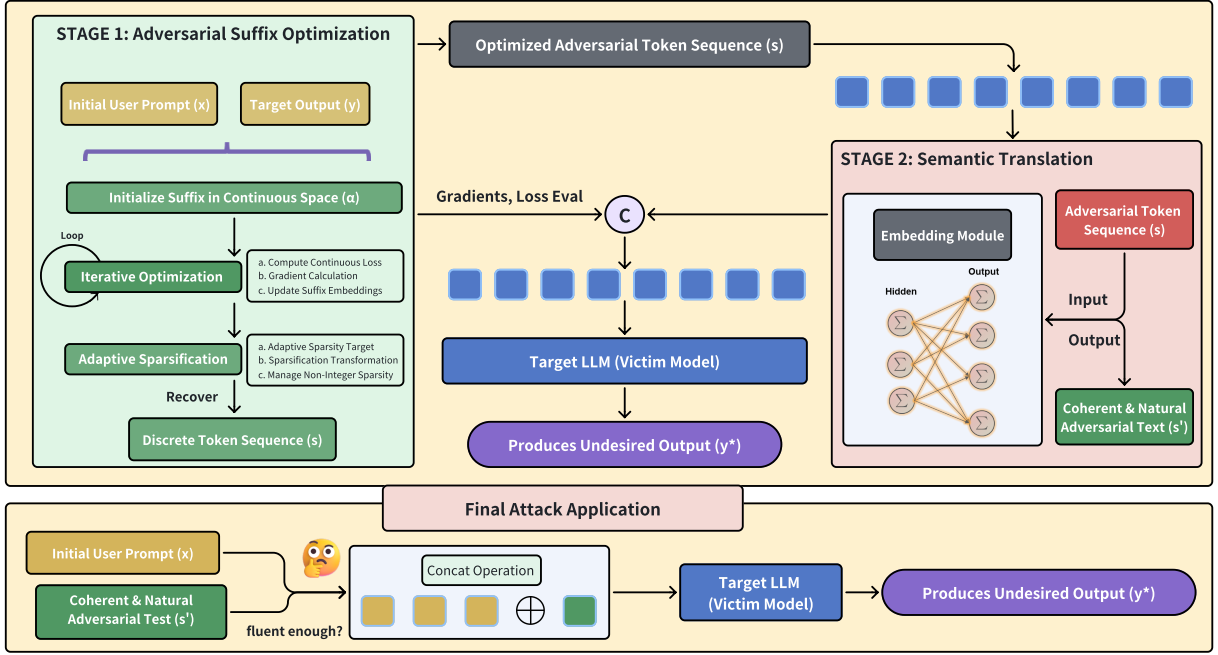 STAGE 1: Adversarial Suffix Optimization
Initial User Prompt (x)
Target Output (y)
Initialize Suffix in Continuous Space (α)
Loop
Iterative Optimization
a. Compute Continuous Loss
b. Gradient Calculation
c. Update Suffix Embeddings
Adaptive Sparsification
a. Adaptive Sparsity Target
b. Sparsification Transformation
c. Manage Non-Integer Sparsity
Recover
Discrete Token Sequence (s)
Optimized Adversarial Token Sequence (s)
Gradients, Loss Eval
C
Target LLM (Victim Model)
Produces Undesired Output (y*)
STAGE 2: Semantic Translation
Embedding Module
Hidden
Output
Σ
Σ
Σ
Σ
Σ
Σ
Σ
Adversarial Token
Sequence (s)
Input
Output
Coherent & Natural
Adversarial Text (s')
Final Attack Application
Initial User Prompt (x)
Coherent & Natural
Adversarial Test (s')
fluent enough?
Concat Operation
Target LLM
(Victim Model)
Produces Undesired Output (y*)